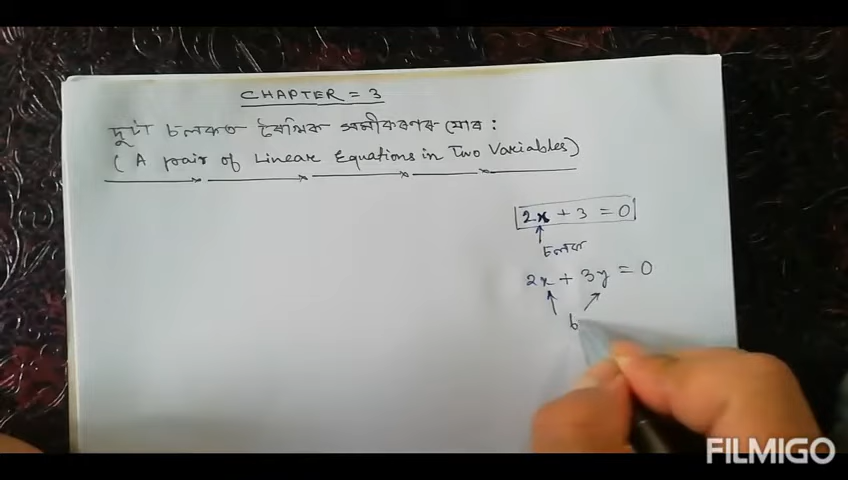 CHAPTER = 3
দুটা চলকত ৰৈখিক সমীকৰণৰ যোৰ :
(A pair of Linear Equations in Two Variables)
2x + 3 = 0
চলক
2x + 3y = 0
FILMIGO